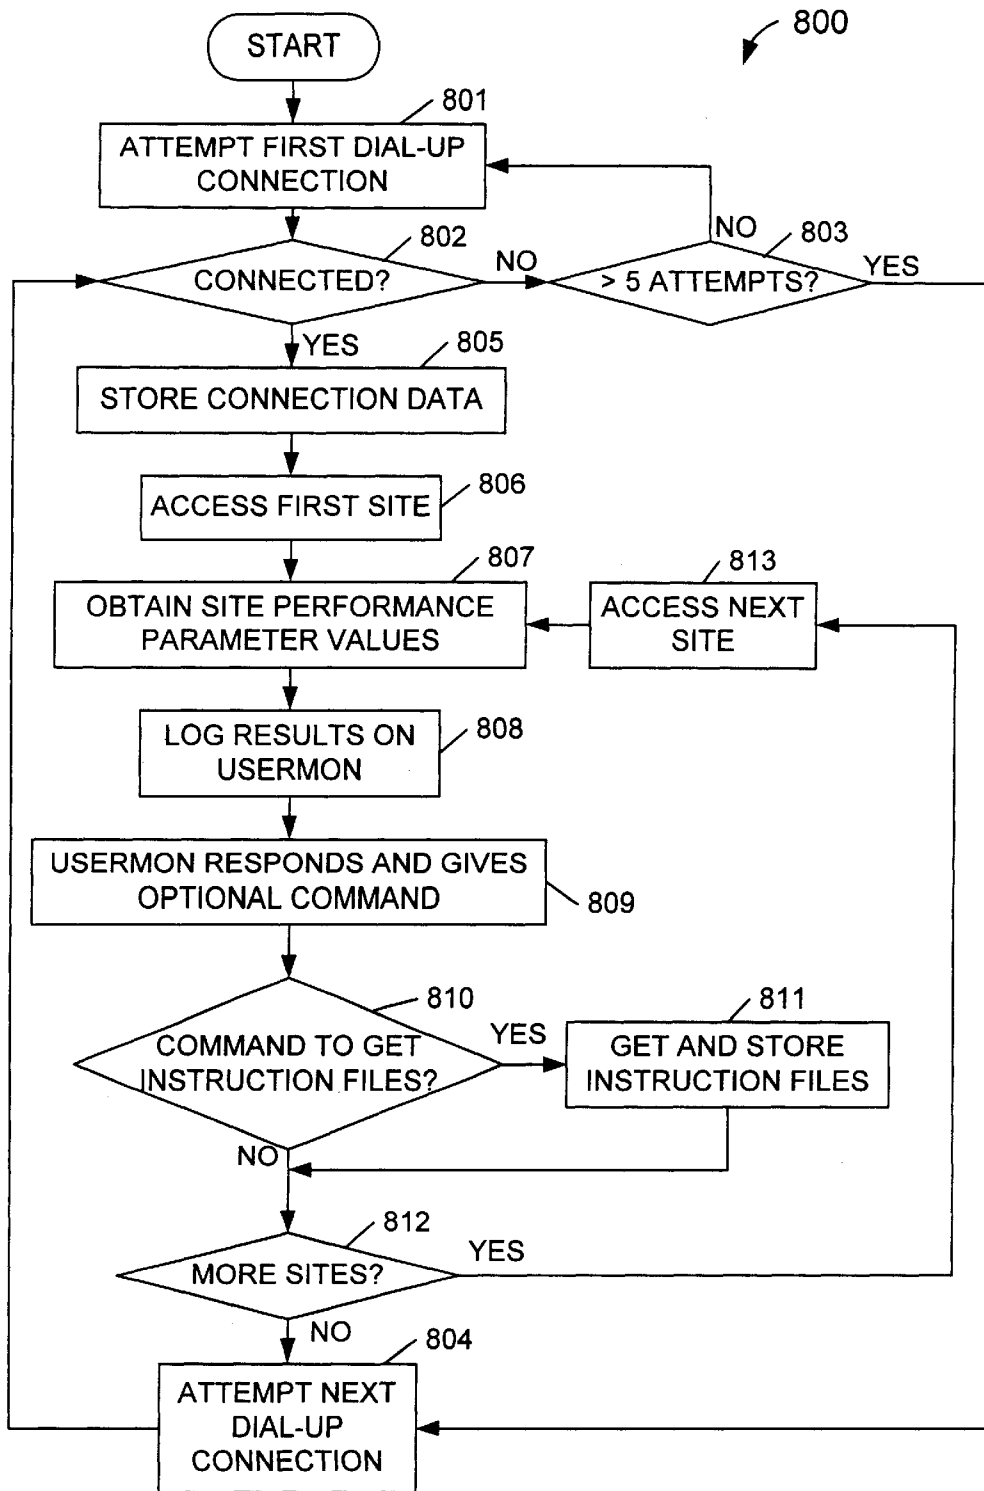 800
START
801
ATTEMPT FIRST DIAL-UP
CONNECTION
802
CONNECTED?
NO
NO
803
> 5 ATTEMPTS?
YES
YES
805
STORE CONNECTION DATA
806
ACCESS FIRST SITE
807
OBTAIN SITE PERFORMANCE
PARAMETER VALUES
813
ACCESS NEXT
SITE
808
LOG RESULTS ON
USERMON
USERMON RESPONDS AND GIVES
OPTIONAL COMMAND
809
810
COMMAND TO GET
INSTRUCTION FILES?
YES
811
GET AND STORE
INSTRUCTION FILES
NO
812
MORE SITES?
YES
NO
804
ATTEMPT NEXT
DIAL-UP
CONNECTION